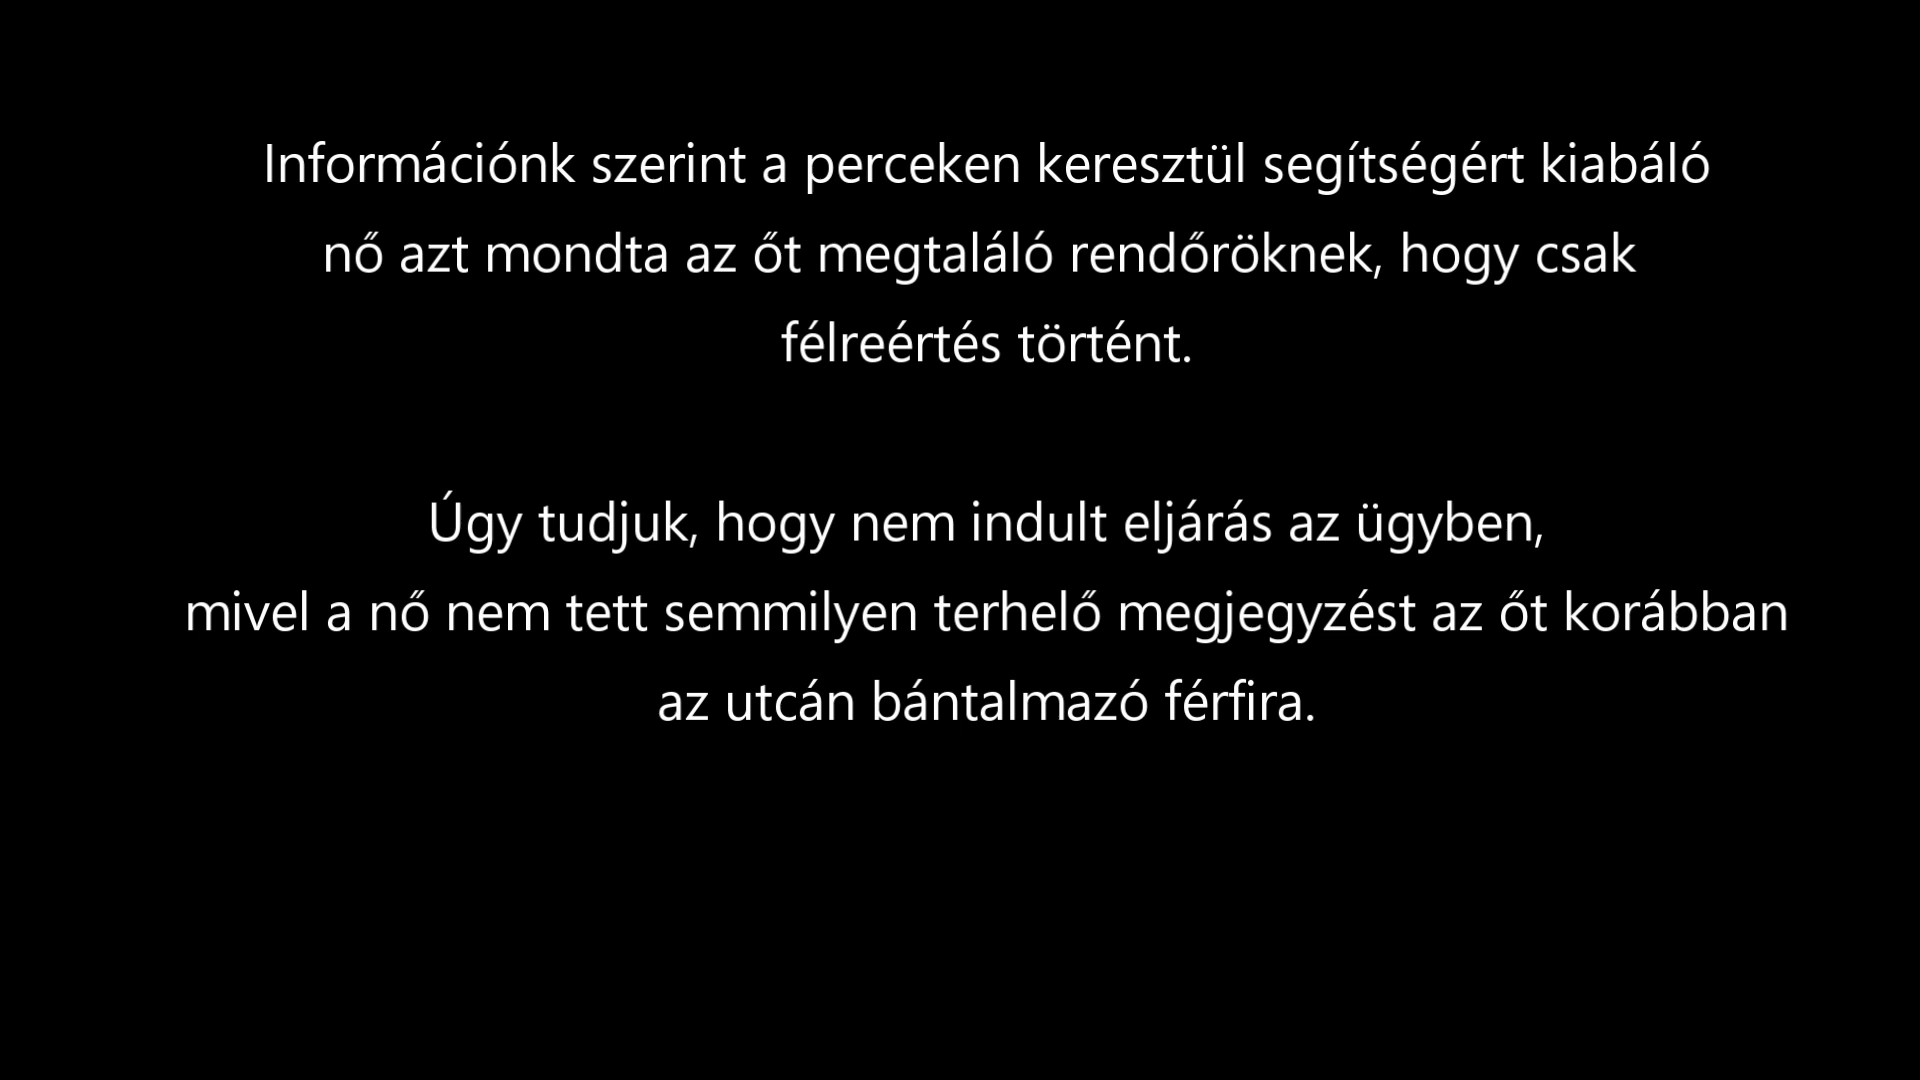 Információnk szerint a perceken keresztül segítségért kiabáló
nő azt mondta az őt megtaláló rendőröknek, hogy csak
félreértés történt.
Úgy tudjuk, hogy nem indult eljárás az ügyben,
mivel a nő nem tett semmilyen terhelő megjegyzést az őt korábban
az utcán bántalmazó férfira.